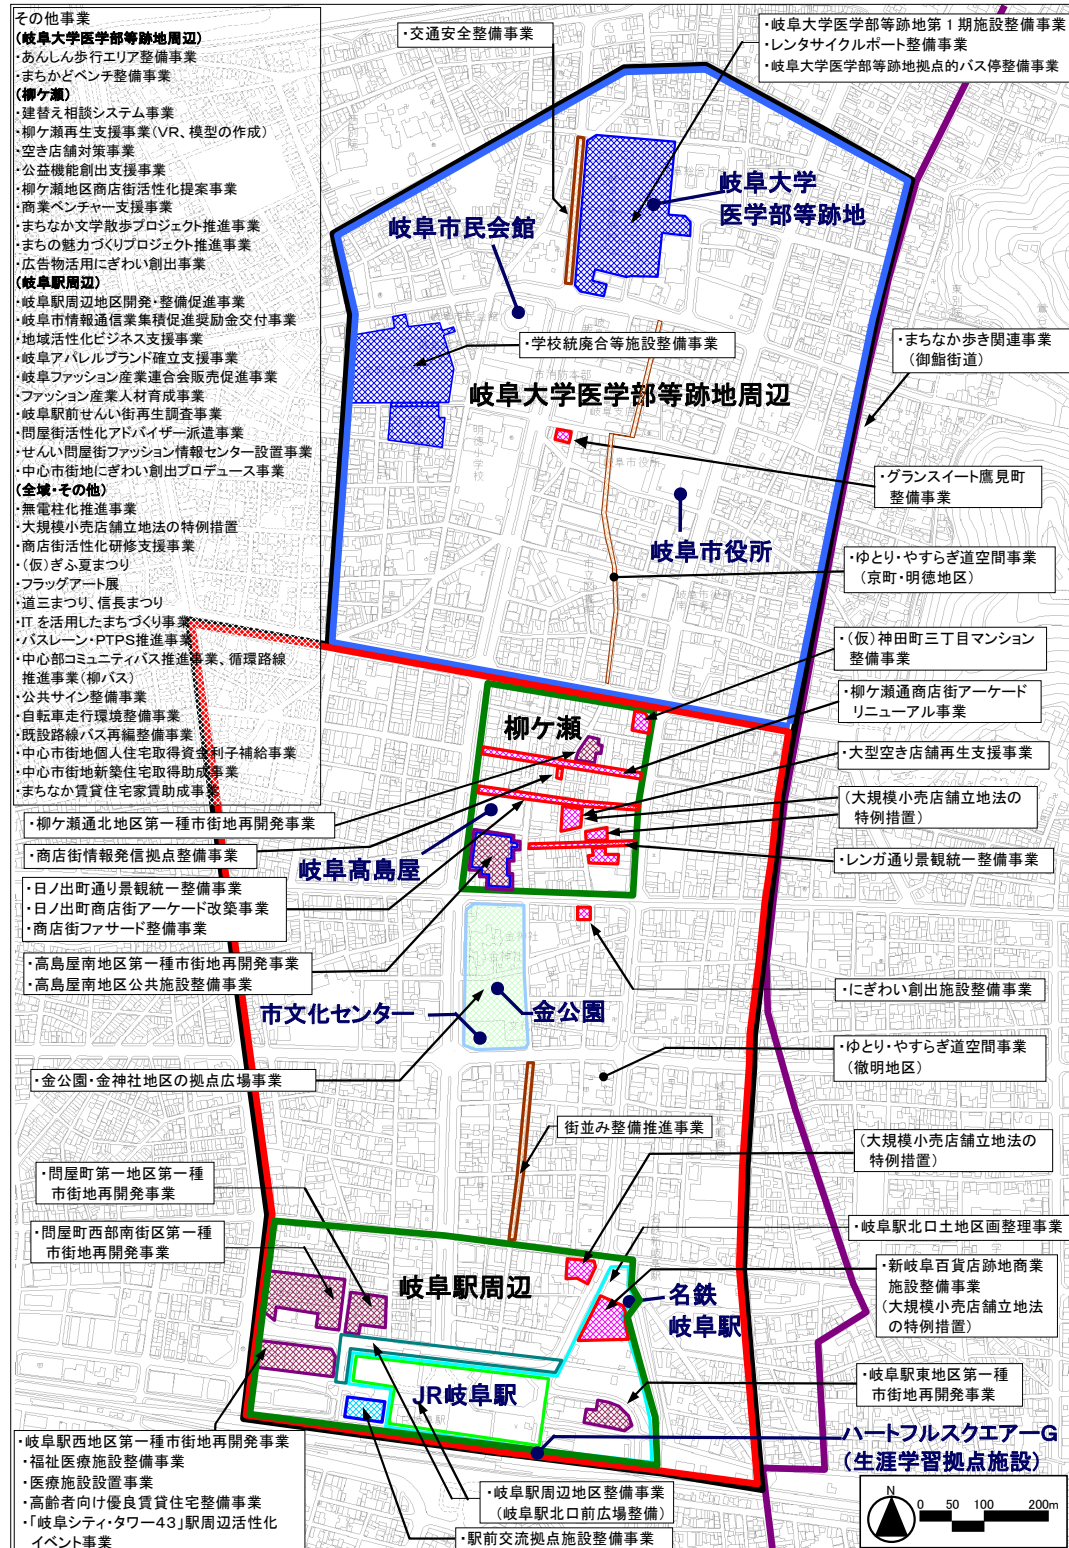 その他事業
(岐阜大学医学部等跡地周辺)
・あんしん歩行エリア整備事業
・まちかどベンチ整備事業
(柳ケ瀬)
・建替え相談システム事業
・柳ケ瀬再生支援事業(VR、模型の作成)
・空き店舗対策事業
・公益機能創出支援事業
・柳ケ瀬地区商店街活性化提案事業
・商業ベンチャー支援事業
・まちなか文学散歩プロジェクト推進事業
・まちの魅力づくりプロジェクト推進事業
・広告物活用にぎわい創出事業
(岐阜駅周辺)
・岐阜駅周辺地区開発・整備促進事業
・岐阜市情報通信業集積促進奨励金交付事業
・地域活性化ビジネス支援事業
・岐阜アパレルブランド確立支援事業
・岐阜ファッション産業連合会販売促進事業
・ファッション産業人材育成事業
・岐阜駅前せんい街再生調査事業
・問屋街活性化アドバイザー派遣事業
・せんい問屋街ファッション情報センター設置事業
・中心市街地にぎわい創出プロデュース事業
(全域・その他)
・無電柱化推進事業
・大規模小売店舗立地法の特例措置
・商店街活性化研修支援事業
・(仮)ぎふ夏まつり
・フラッグアート展
・道三まつり、信長まつり
・IT を活用したまちづくり事業
・バスレーン・PTPS推進事業
・中心部コミュニティバス推進事業、循環路線
推進事業(柳バス)
・公共サイン整備事業
・自転車走行環境整備事業
・既設路線バス再編整備事業
・中心市街地個人住宅取得資金利子補給事業
・中心市街地新築住宅取得助成事業
・まちなか賃貸住宅家賃助成事業
・交通安全整備事業
・岐阜大学医学部等跡地第1期施設整備事業
・レンタサイクルポート整備事業
・岐阜大学医学部等跡地拠点的バス停整備事業
岐阜大学
医学部等跡地
岐阜市民会館
・学校統廃合等施設整備事業
・まちなか歩き関連事業
(御鮨街道)
岐阜大学医学部等跡地周辺
・グランスイート鷹見町
整備事業
岐阜市役所
・ゆとり・やすらぎ道空間事業
(京町・明徳地区)
・(仮)神田町三丁目マンション
整備事業
柳ケ瀬
・柳ケ瀬通商店街アーケード
リニューアル事業
・大型空き店舗再生支援事業
(大規模小売店舗立地法の
特例措置)
・柳ケ瀬通北地区第一種市街地再開発事業
・商店街情報発信拠点整備事業
岐阜髙島屋
・レンガ通り景観統一整備事業
・日ノ出町通り景観統一整備事業
・日ノ出町商店街アーケード改築事業
・商店街ファサード整備事業
・高島屋南地区第一種市街地再開発事業
・高島屋南地区公共施設整備事業
・にぎわい創出施設整備事業
市文化センター
金公園
・ゆとり・やすらぎ道空間事業
(徹明地区)
・金公園・金神社地区の拠点広場事業
街並み整備推進事業
(大規模小売店舗立地法の
特例措置)
・問屋町第一地区第一種
市街地再開発事業
・問屋町西部南街区第一種
市街地再開発事業
・岐阜駅北口土地区画整理事業
岐阜駅周辺
・新岐阜百貨店跡地商業
施設整備事業
(大規模小売店舗立地法
の特例措置)
名鉄
岐阜駅
JR岐阜駅
・岐阜駅東地区第一種
市街地再開発事業
ハートフルスクエアーG
(生涯学習拠点施設)
・岐阜駅西地区第一種市街地再開発事業
・福祉医療施設整備事業
・医療施設設置事業
・高齢者向け優良賃貸住宅整備事業
・「岐阜シティ・タワー43」駅周辺活性化
イベント事業
・岐阜駅周辺地区整備事業
(岐阜駅北口前広場整備)
・駅前交流拠点施設整備事業
N
0 50 100 200m